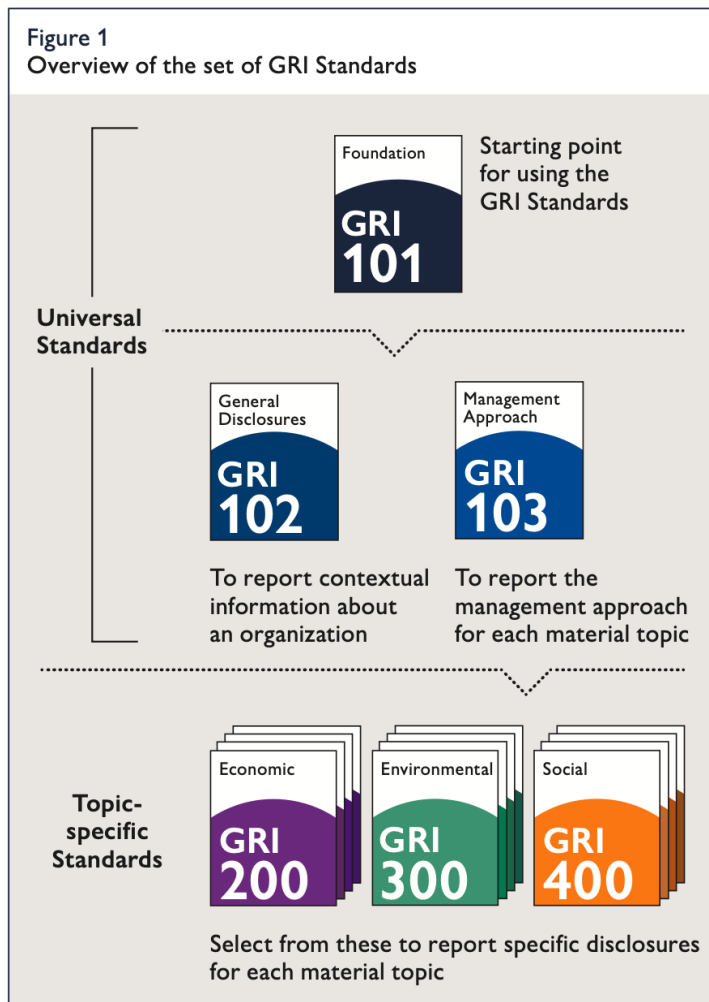 Figure 1
Overview of the set of GRI Standards
Foundation
GRI
101
Starting point
for using the
GRI Standards
Universal
Standards
General
Disclosures
GRI
102
To report contextual
information about
an organization
Management
Approach
GRI
103
To report the
management approach
for each material topic
Topic-
specific
Standards
Economic
GRI
200
Environmental
GRI
300
Social
GRI
400
Select from these to report specific disclosures
for each material topic